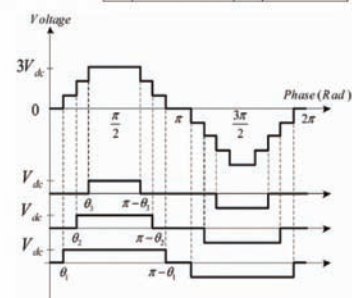 Voltage
3V_dc
Phase(Rad)
0
π/2
π
3π/2
2π
V_dc
θ_3
π-θ_3
V_dc
θ_2
π-θ_2
V_dc
θ_1
π-θ_1